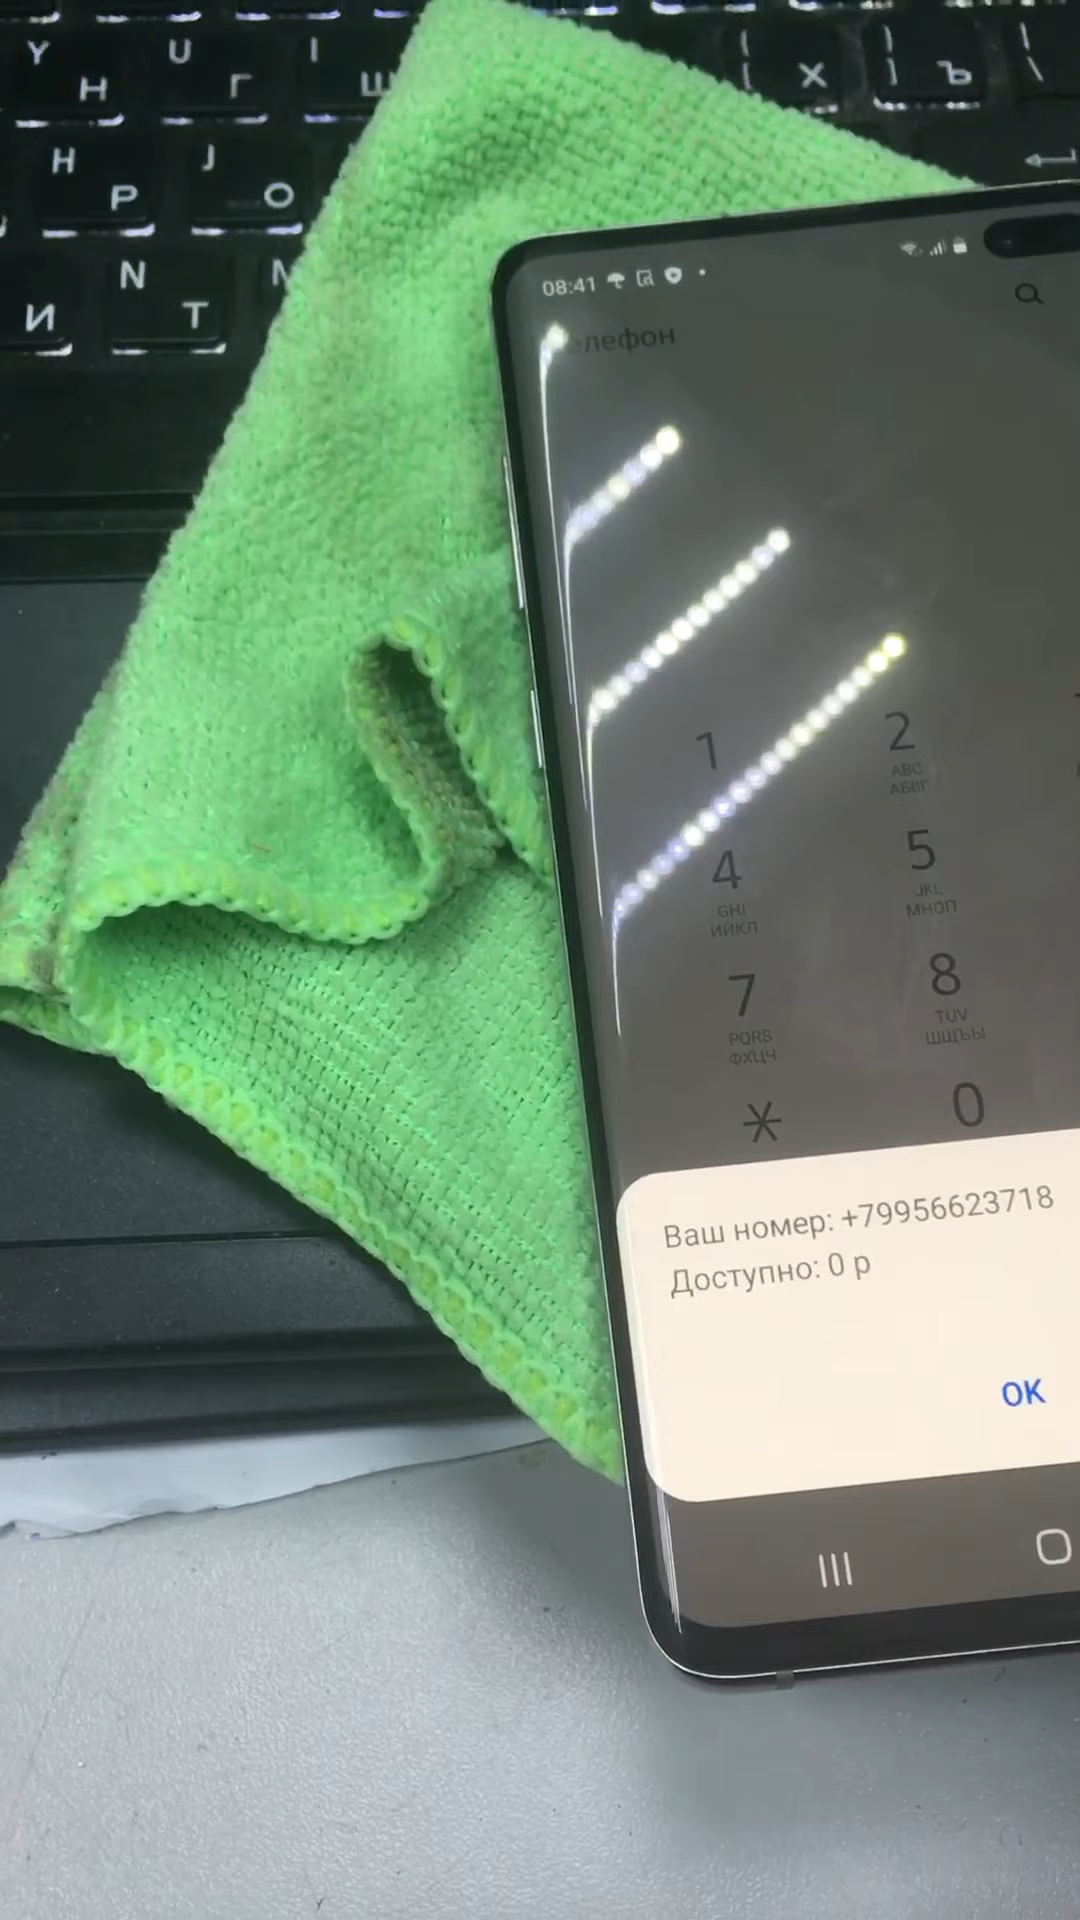 Y Н
U Г
I Ш
{ [ Х
} ] Ъ
| \
H Р
J О
N Т
И
08:41
лефон
1
2
ABC
АБВГ
4
GHI
ИЙКЛ
5
JKL
МНОП
7
PQRS
ФХЦЧ
8
TUV
ШЩЪЫ
*
0
Ваш номер: +79956623718
Доступно: 0 р
OK